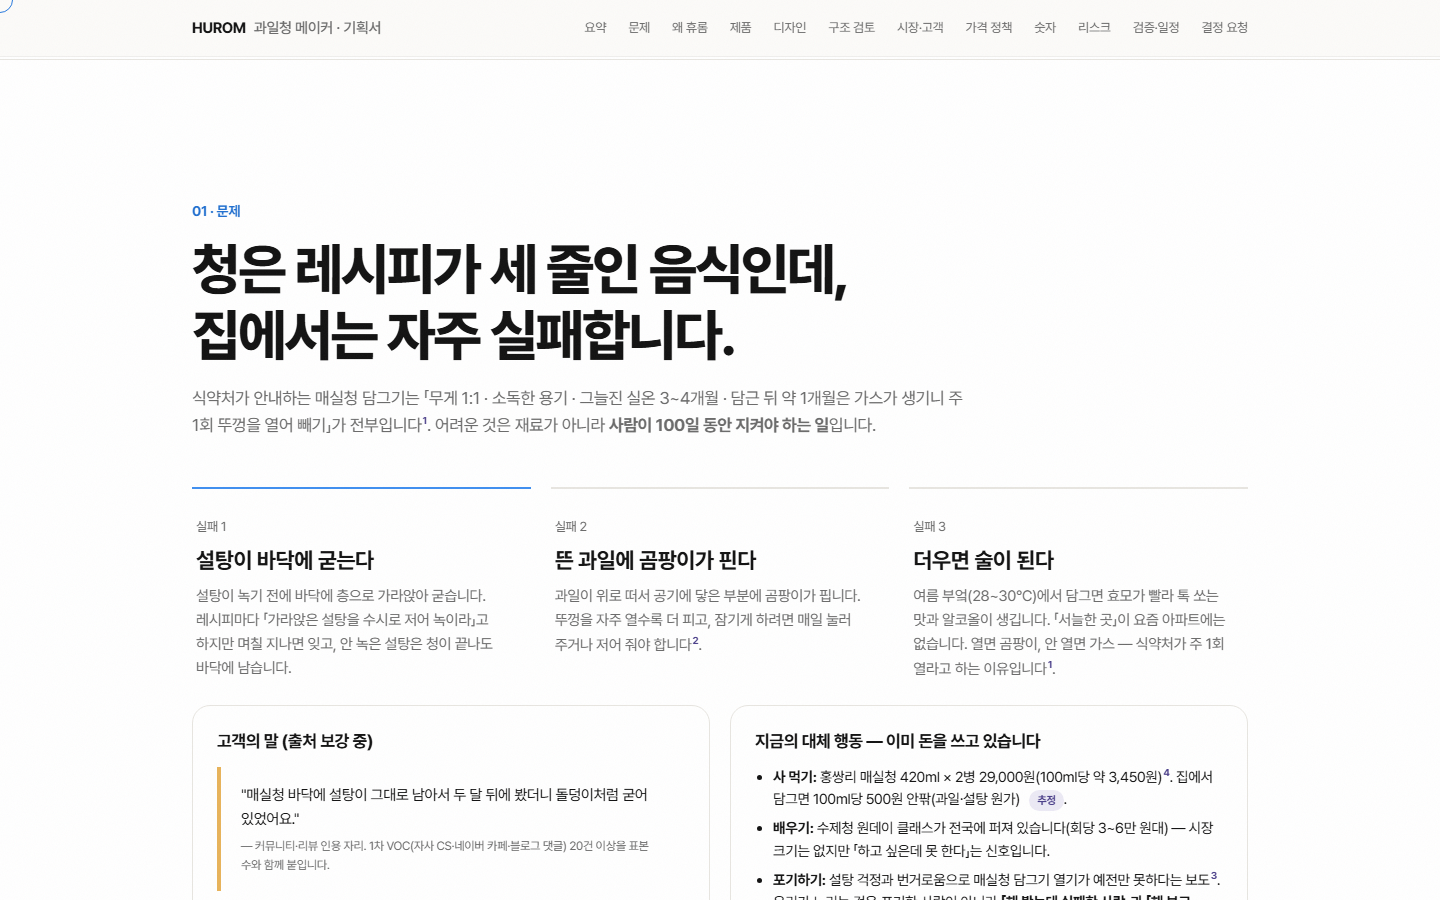 HUROM 과일청 메이커 · 기획서
요약 문제 왜 휴롬 제품 디자인 구조 검토 시장·고객 가격 정책 숫자 리스크 검증·일정 결정 요청
01 · 문제
청은 레시피가 세 줄인 음식인데,
집에서는 자주 실패합니다.
식약처가 안내하는 매실청 담그기는 「무게 1:1 · 소독한 용기 · 그늘진 실온 3~4개월 · 담근 뒤 약 1개월은 가스가 생기니 주
1회 뚜껑을 열어 빼기」가 전부입니다1. 어려운 것은 재료가 아니라 사람이 100일 동안 지켜야 하는 일입니다.
실패 1
설탕이 바닥에 굳는다
설탕이 녹기 전에 바닥에 층으로 가라앉아 굳습니다.
레시피마다 「가라앉은 설탕을 수시로 저어 녹이라」고
하지만 며칠 지나면 잊고, 안 녹은 설탕은 청이 끝나도
바닥에 남습니다.
실패 2
뜬 과일에 곰팡이가 핀다
과일이 위로 떠서 공기에 닿은 부분에 곰팡이가 핍니다.
뚜껑을 자주 열수록 더 피고, 잠기게 하려면 매일 눌러
주거나 저어 줘야 합니다2.
실패 3
더우면 술이 된다
여름 부엌(28~30℃)에서 담그면 효모가 빨라 톡 쏘는
맛과 알코올이 생깁니다. 「서늘한 곳」이 요즘 아파트에는
없습니다. 열면 곰팡이, 안 열면 가스 — 식약처가 주 1회
열라고 하는 이유입니다1.
고객의 말 (출처 보강 중)
"매실청 바닥에 설탕이 그대로 남아서 두 달 뒤에 봤더니 돌덩이처럼 굳어
있었어요."
— 커뮤니티·리뷰 인용 자리. 1차 VOC(자사 CS·네이버 카페·블로그 댓글) 20건 이상을 표본
수와 함께 붙입니다.
지금의 대체 행동 — 이미 돈을 쓰고 있습니다
• 사 먹기: 홍쌍리 매실청 420ml × 2병 29,000원(100ml당 약 3,450원)4. 집에서
담그면 100ml당 500원 안팎(과일·설탕 원가) 추정.
• 배우기: 수제청 원데이 클래스가 전국에 퍼져 있습니다(회당 3~6만 원대) — 시장
크기는 없지만 「하고 싶은데 못 한다」는 신호입니다.
• 포기하기: 설탕 걱정과 번거로움으로 매실청 담그기 열기가 예전만 못하다는 보도3.